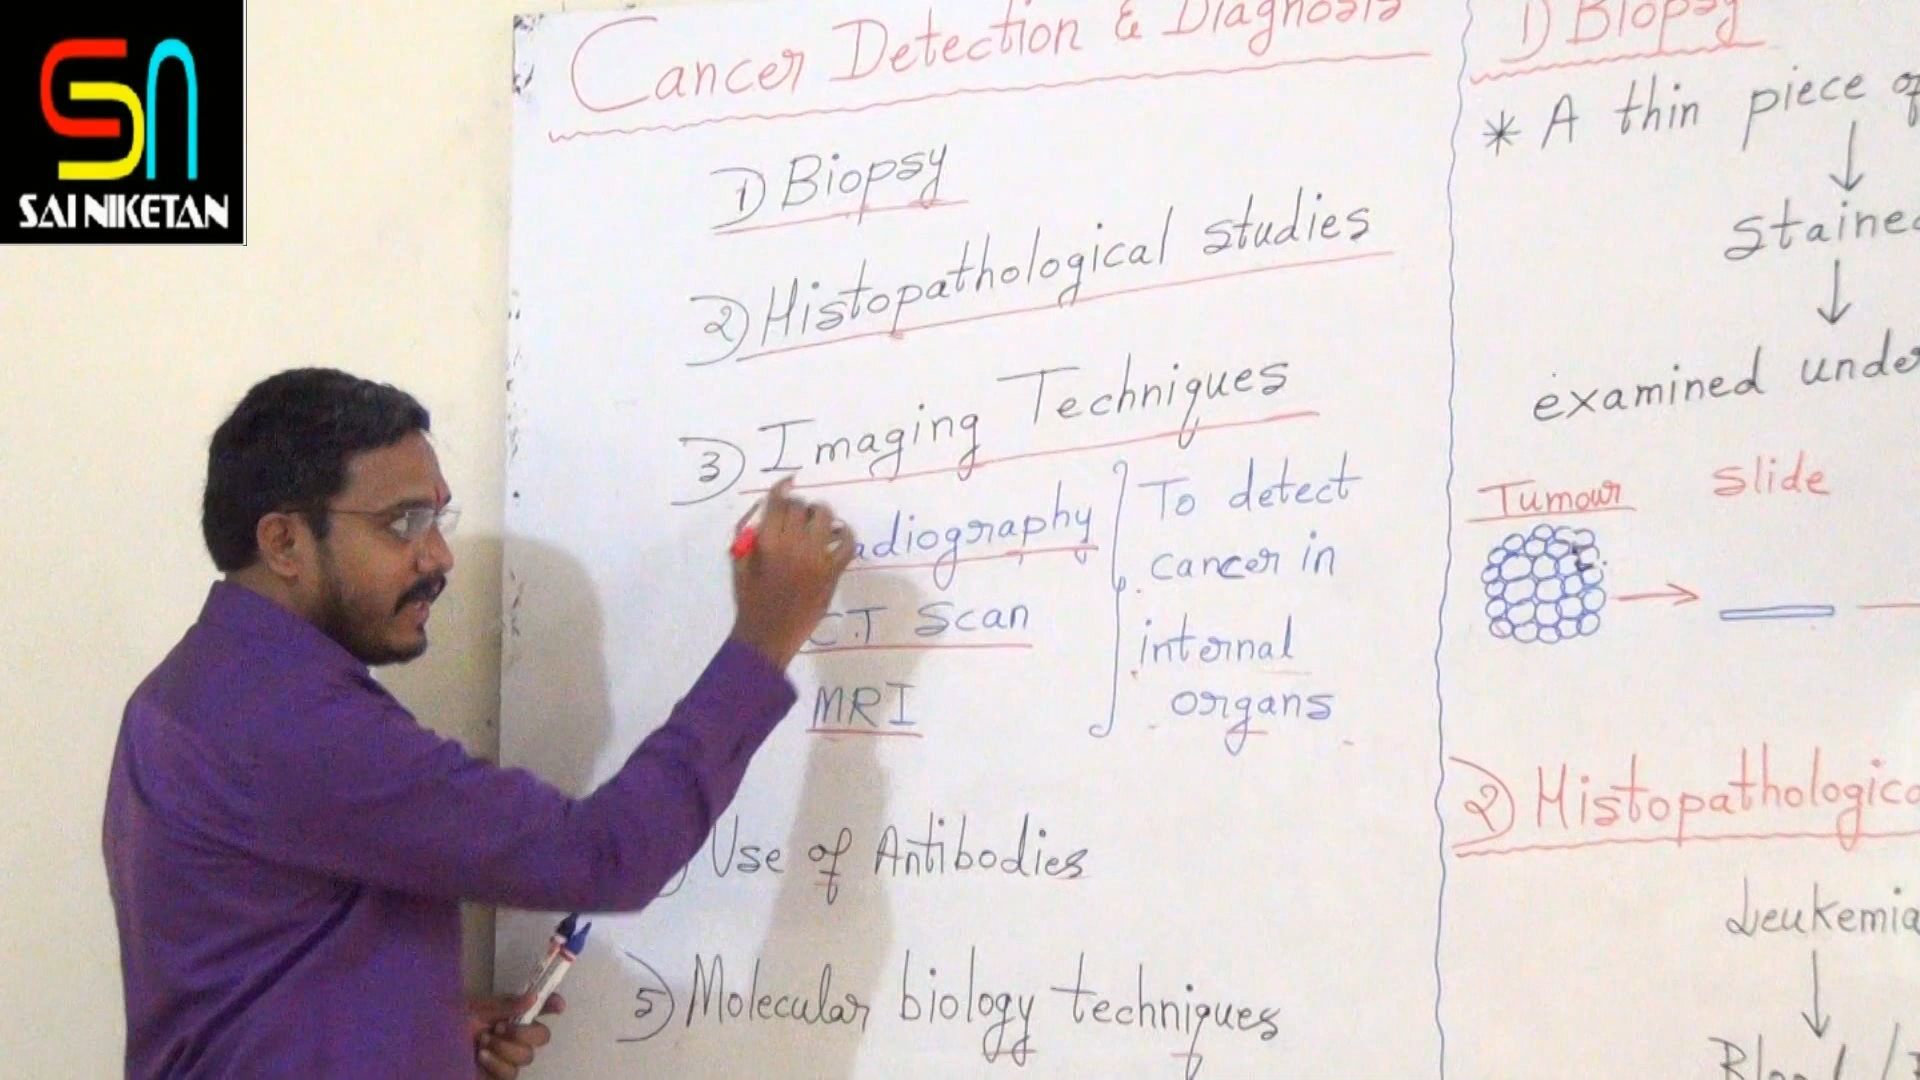 SAI NIKETAN
Cancer Detection & Diagnosis
1) Biopsy
2) Histopathological studies
3) Imaging Techniques
adiography
C.T Scan
MRI
To detect
cancer in
internal
organs
Use of Antibodies
5) Molecular biology techniques
1) Biopsy
* A thin piece of
staine
examined unde
Tumour slide
2) Histopathologica
Leukemia